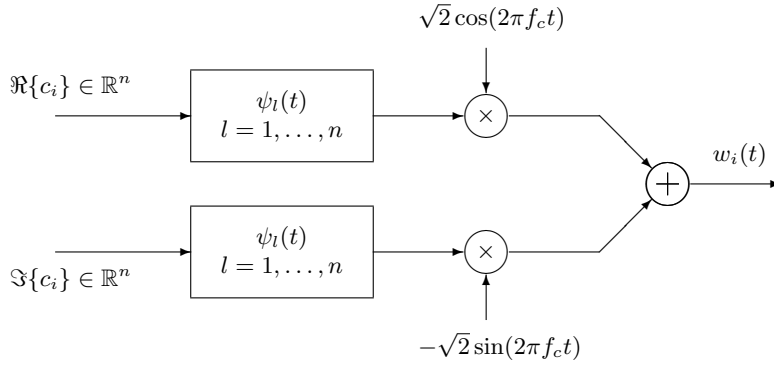 √2 cos(2πf_c t)
ℜ{c_i} ∈ ℝ^n
ψ_l(t)
l = 1, . . . , n
×
w_i(t)
+
ψ_l(t)
l = 1, . . . , n
×
ℑ{c_i} ∈ ℝ^n
−√2 sin(2πf_c t)